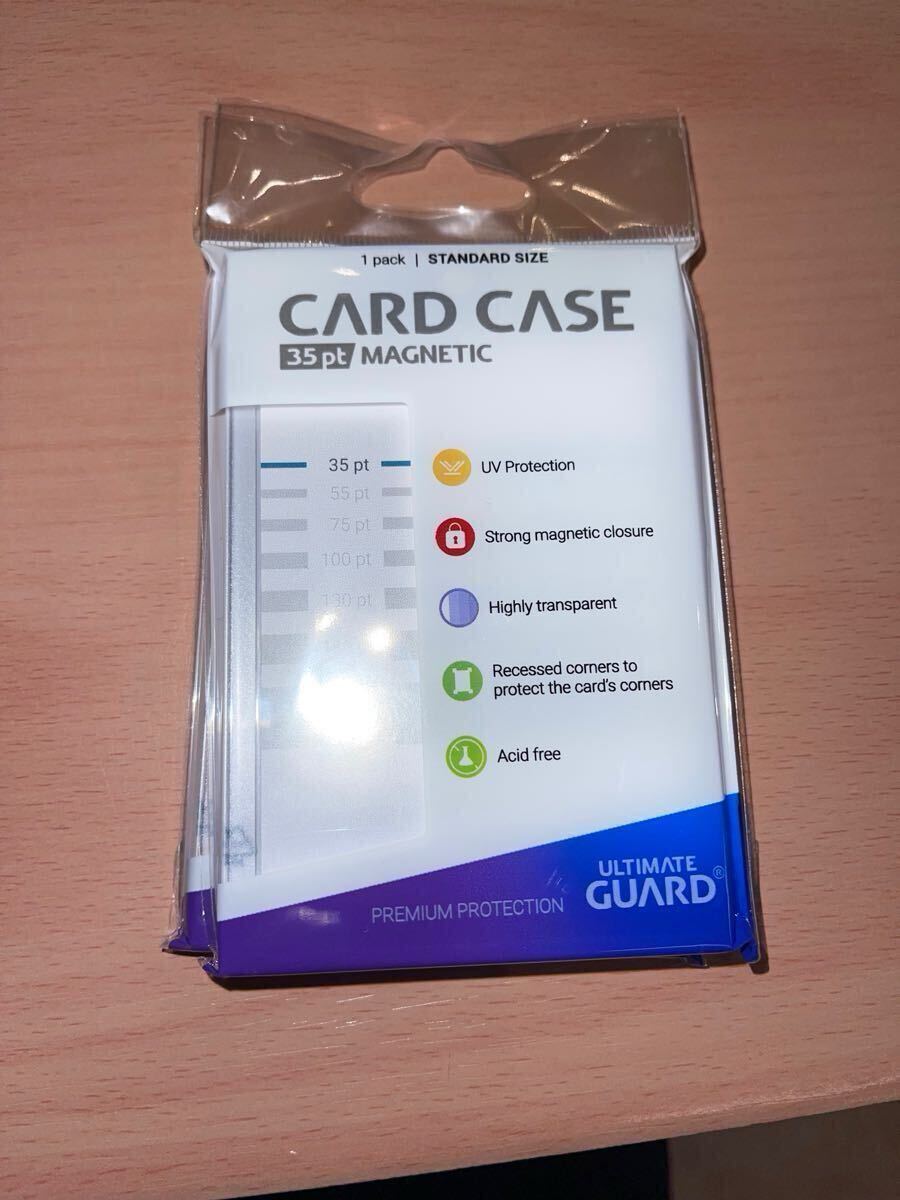 1 pack | STANDARD SIZE
CARD CASE
35 pt MAGNETIC
35 pt
55 pt
75 pt
100 pt
130 pt
UV Protection
Strong magnetic closure
Highly transparent
Recessed corners to
protect the card's corners
Acid free
PREMIUM PROTECTION
ULTIMATE
GUARD®